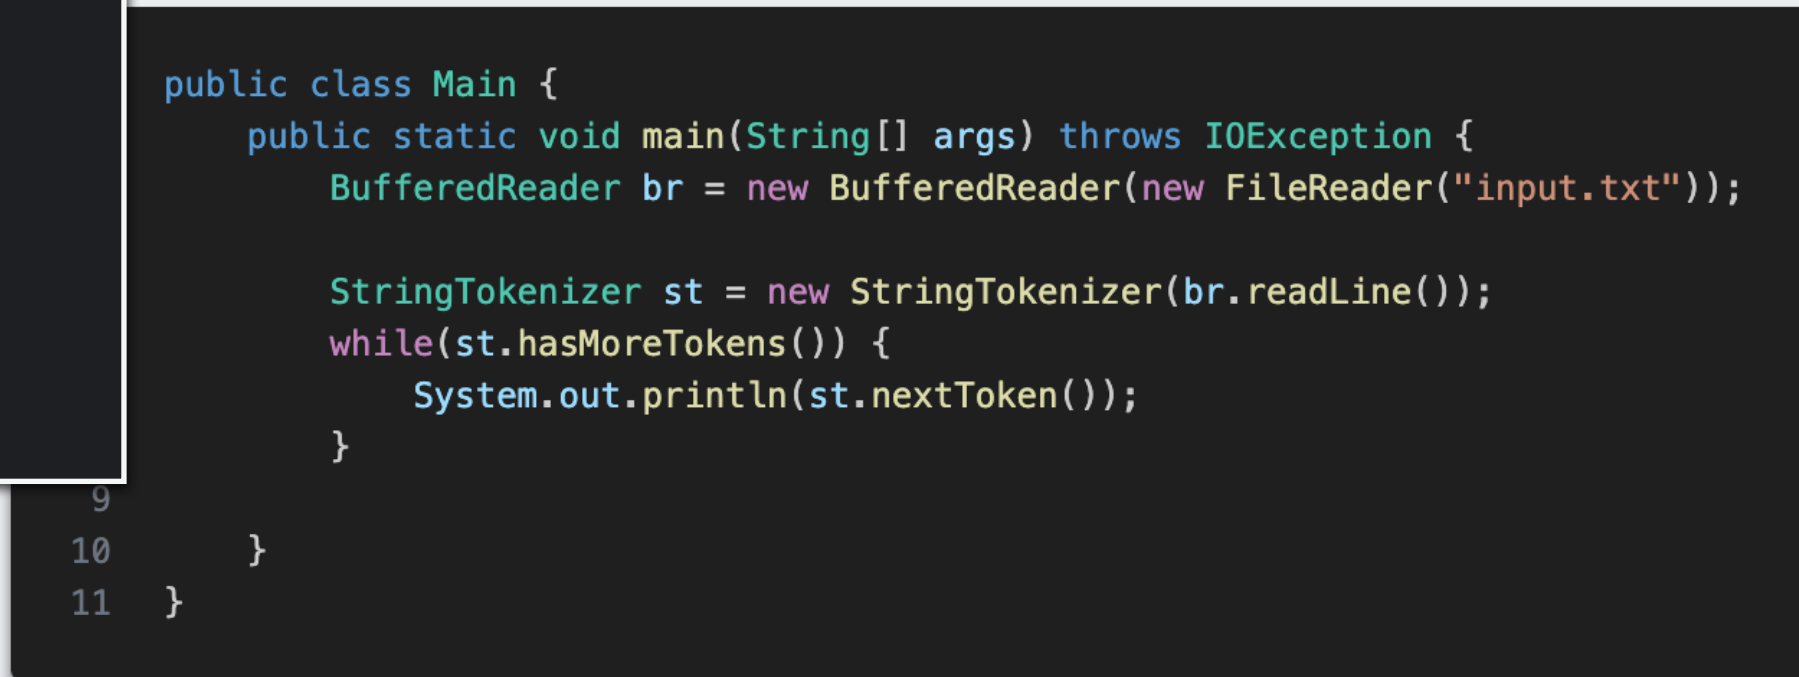 public class Main {
    public static void main(String[] args) throws IOException {
        BufferedReader br = new BufferedReader(new FileReader("input.txt"));

        StringTokenizer st = new StringTokenizer(br.readLine());
        while(st.hasMoreTokens()) {
            System.out.println(st.nextToken());
        }
9
10    }
11 }